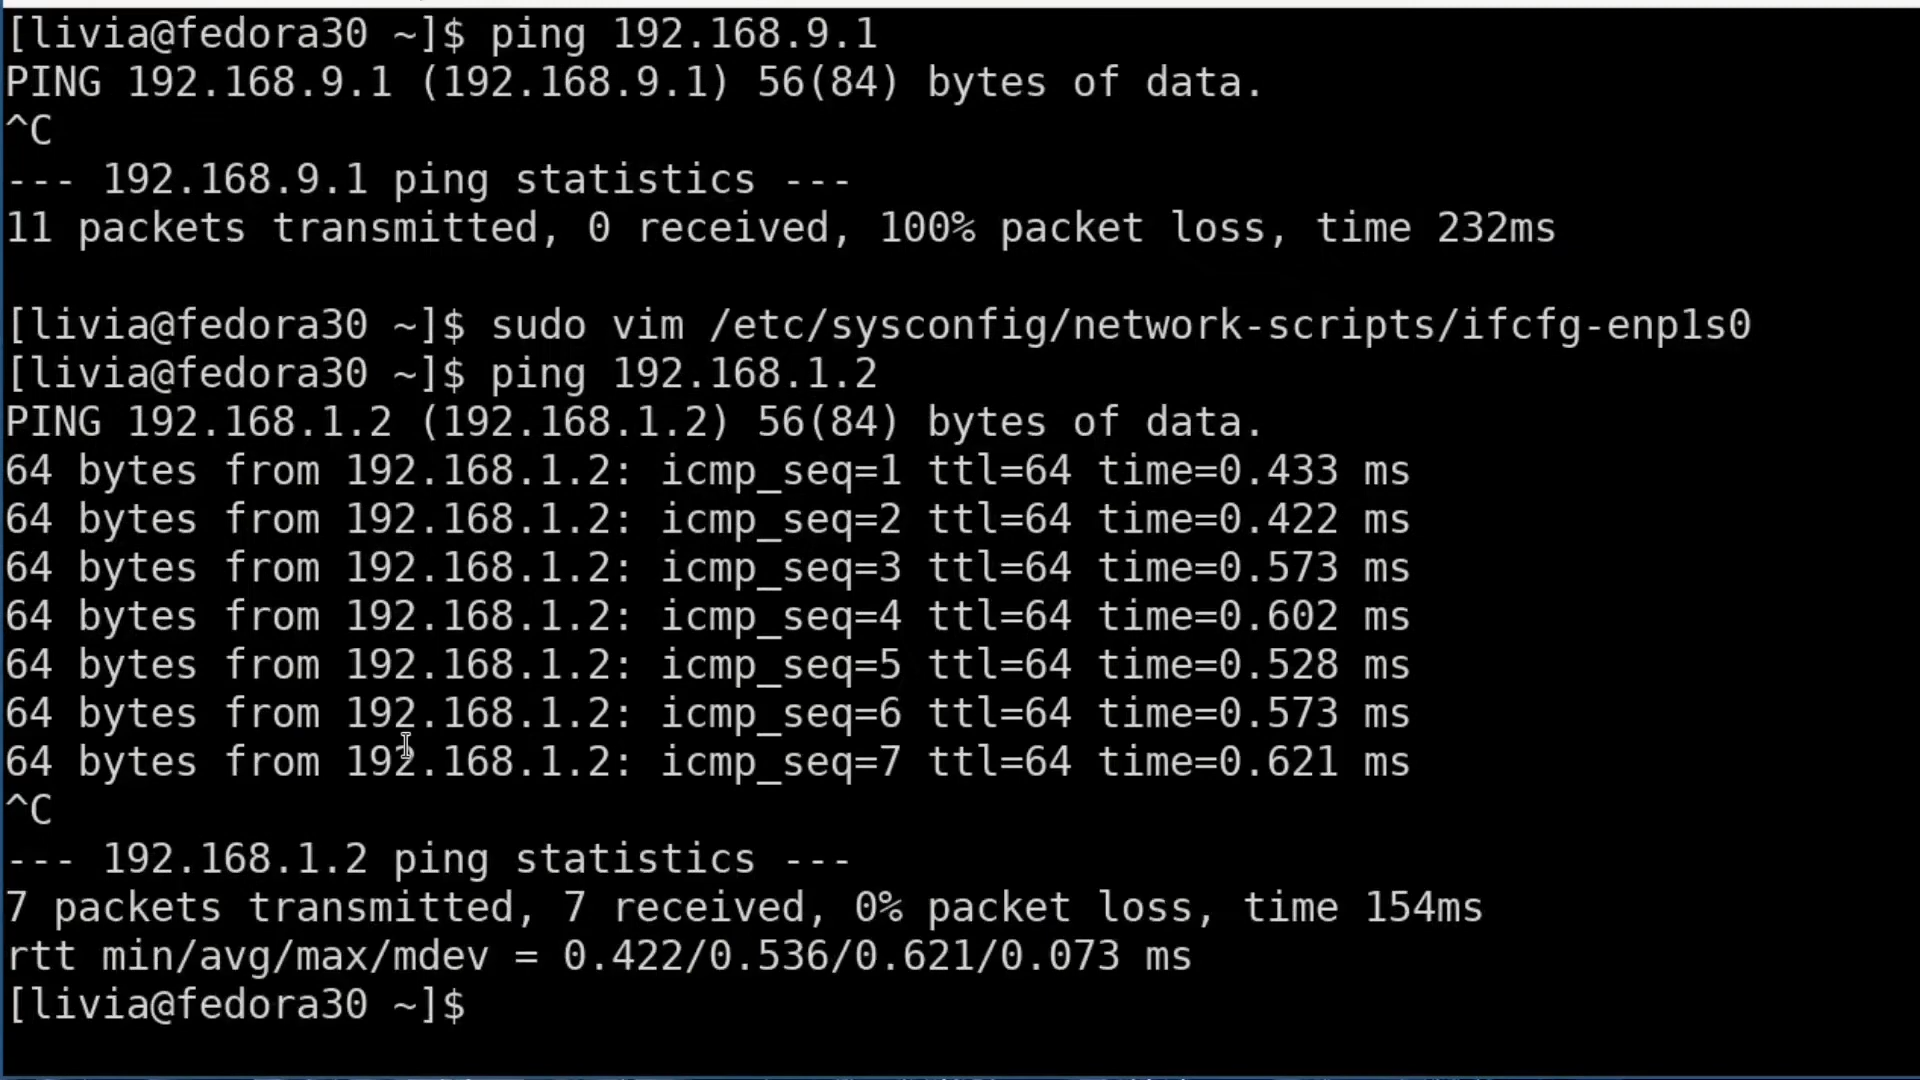 [livia@fedora30 ~]$ ping 192.168.9.1
PING 192.168.9.1 (192.168.9.1) 56(84) bytes of data.
^C
--- 192.168.9.1 ping statistics ---
11 packets transmitted, 0 received, 100% packet loss, time 232ms

[livia@fedora30 ~]$ sudo vim /etc/sysconfig/network-scripts/ifcfg-enp1s0
[livia@fedora30 ~]$ ping 192.168.1.2
PING 192.168.1.2 (192.168.1.2) 56(84) bytes of data.
64 bytes from 192.168.1.2: icmp_seq=1 ttl=64 time=0.433 ms
64 bytes from 192.168.1.2: icmp_seq=2 ttl=64 time=0.422 ms
64 bytes from 192.168.1.2: icmp_seq=3 ttl=64 time=0.573 ms
64 bytes from 192.168.1.2: icmp_seq=4 ttl=64 time=0.602 ms
64 bytes from 192.168.1.2: icmp_seq=5 ttl=64 time=0.528 ms
64 bytes from 192.168.1.2: icmp_seq=6 ttl=64 time=0.573 ms
64 bytes from 192.168.1.2: icmp_seq=7 ttl=64 time=0.621 ms
^C
--- 192.168.1.2 ping statistics ---
7 packets transmitted, 7 received, 0% packet loss, time 154ms
rtt min/avg/max/mdev = 0.422/0.536/0.621/0.073 ms
[livia@fedora30 ~]$